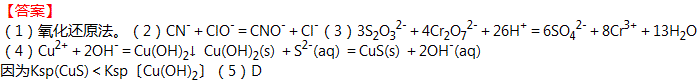 【答案】
（1）氧化还原法。（2）CN⁻＋ClO⁻＝CNO⁻＋Cl⁻（3）3S₂O₃²⁻＋4Cr₂O₇²⁻＋26H⁺＝6SO₄²⁻＋8Cr³⁺＋13H₂O
（4）Cu²⁺＋2OH⁻＝Cu(OH)₂↓ Cu(OH)₂(s) ＋S²⁻(aq) ＝CuS(s) ＋2OH⁻(aq)
因为Ksp(CuS)＜Ksp〔Cu(OH)₂〕（5）D